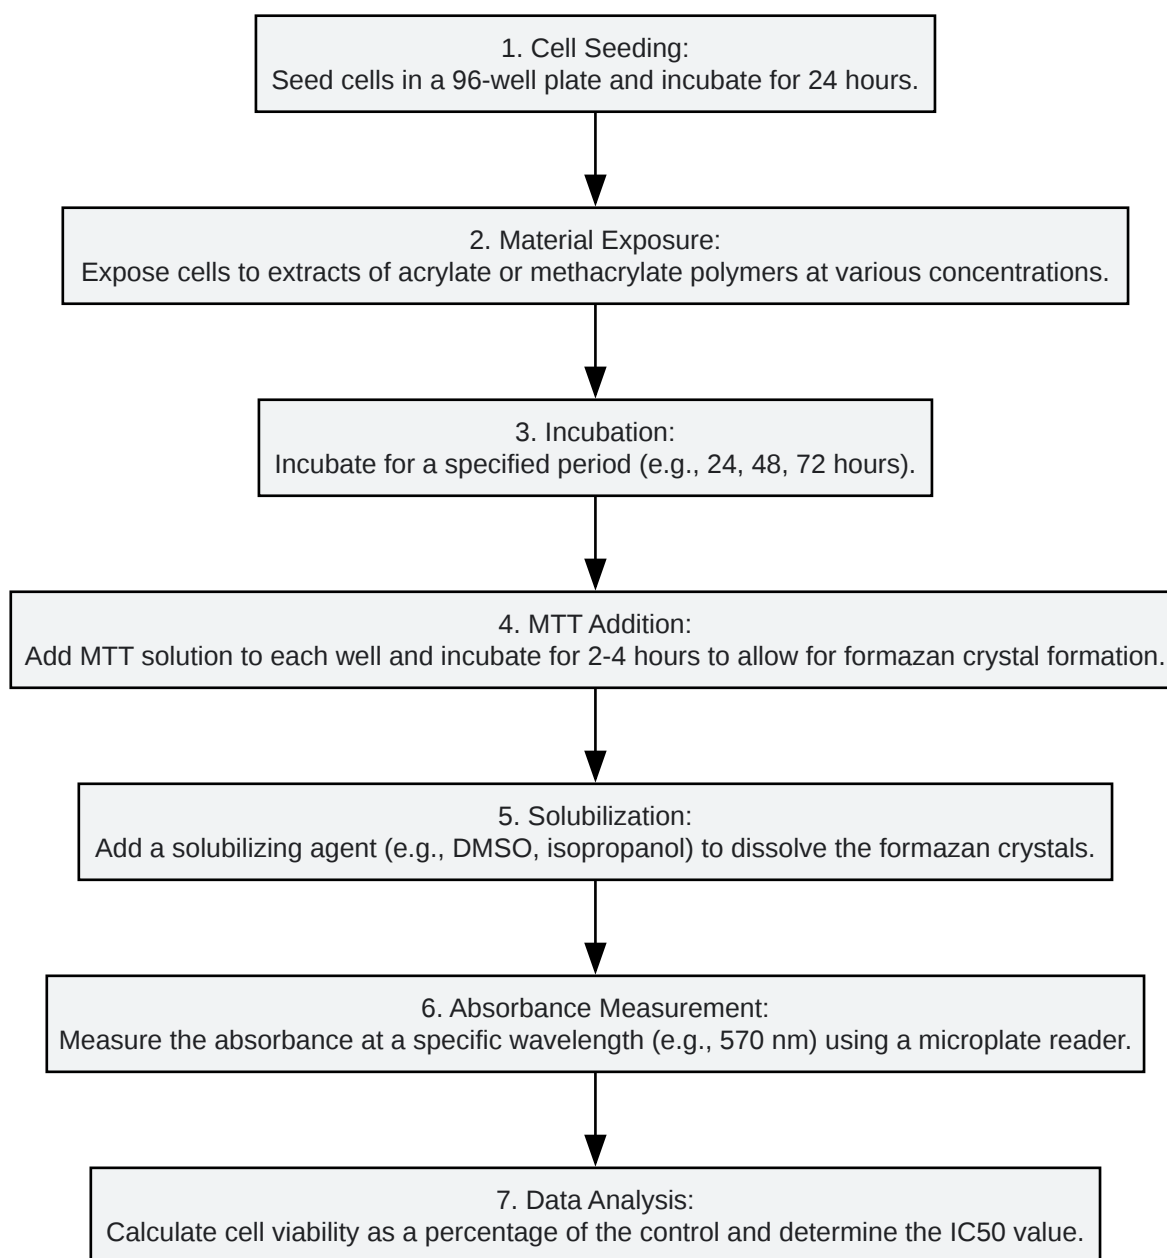 1. Cell Seeding:
Seed cells in a 96-well plate and incubate for 24 hours.
2. Material Exposure:
Expose cells to extracts of acrylate or methacrylate polymers at various concentrations.
3. Incubation:
Incubate for a specified period (e.g., 24, 48, 72 hours).
4. MTT Addition:
Add MTT solution to each well and incubate for 2-4 hours to allow for formazan crystal formation.
5. Solubilization:
Add a solubilizing agent (e.g., DMSO, isopropanol) to dissolve the formazan crystals.
6. Absorbance Measurement:
Measure the absorbance at a specific wavelength (e.g., 570 nm) using a microplate reader.
7. Data Analysis:
Calculate cell viability as a percentage of the control and determine the IC50 value.